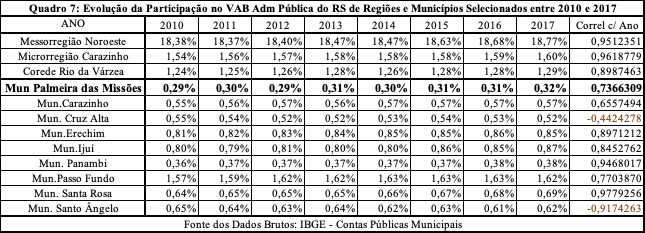 Quadro 7: Evolução da Participação no VAB Adm Pública do RS de Regiões e Municípios Selecionados entre 2010 e 2017
ANO 2010 2011 2012 2013 2014 2015 2016 2017 Correl c/ Ano
Messorregião Noroeste 18,38% 18,37% 18,40% 18,47% 18,47% 18,63% 18,68% 18,77% 0,9512351
Microrregião Carazinho 1,54% 1,56% 1,57% 1,58% 1,58% 1,58% 1,59% 1,60% 0,9618779
Corede Rio da Várzea 1,24% 1,25% 1,26% 1,28% 1,26% 1,28% 1,28% 1,29% 0,8987463
Mun Palmeira das Missões 0,29% 0,30% 0,29% 0,31% 0,30% 0,31% 0,31% 0,32% 0,7366309
Mun.Carazinho 0,55% 0,56% 0,57% 0,56% 0,57% 0,57% 0,57% 0,57% 0,6557494
Mun. Cruz Alta 0,55% 0,54% 0,52% 0,52% 0,53% 0,54% 0,53% 0,52% -0,4424278
Mun.Erechim 0,81% 0,82% 0,83% 0,84% 0,85% 0,85% 0,86% 0,85% 0,8971212
Mun.Ijuí 0,80% 0,79% 0,81% 0,80% 0,80% 0,86% 0,85% 0,87% 0,8452762
Mun. Panambi 0,36% 0,37% 0,37% 0,37% 0,37% 0,37% 0,38% 0,38% 0,9468017
Mun.Passo Fundo 1,57% 1,59% 1,62% 1,62% 1,63% 1,63% 1,63% 1,62% 0,7703870
Mun. Santa Rosa 0,64% 0,65% 0,65% 0,65% 0,66% 0,67% 0,68% 0,69% 0,9779256
Mun. Santo Ângelo 0,65% 0,64% 0,63% 0,64% 0,62% 0,63% 0,61% 0,62% -0,9174263
Fonte dos Dados Brutos: IBGE - Contas Públicas Municipais